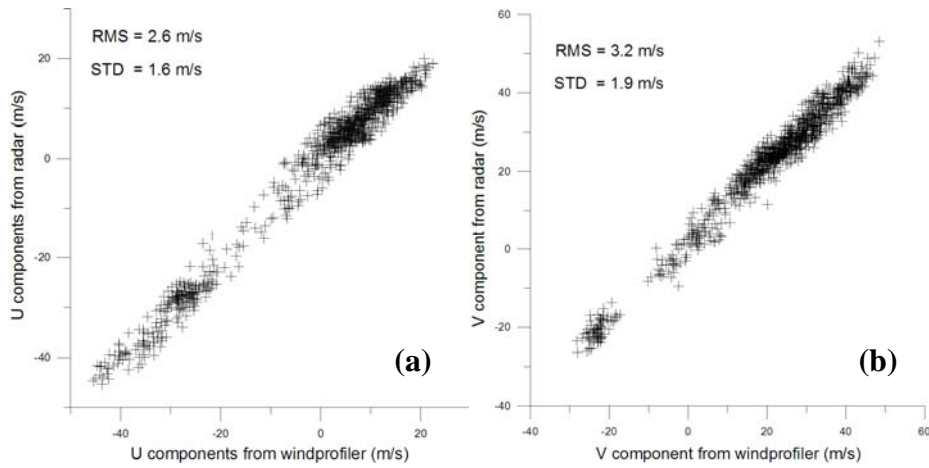 RMS = 2.6 m/s
STD = 1.6 m/s
20
0
-20
-40
U components from radar (m/s)
-40
-20
0
20
U components from windprofiler (m/s)
(a)
RMS = 3.2 m/s
STD = 1.9 m/s
60
40
20
0
-20
-40
V component from radar (m/s)
-40
-20
0
20
40
60
V component from windprofiler (m/s)
(b)